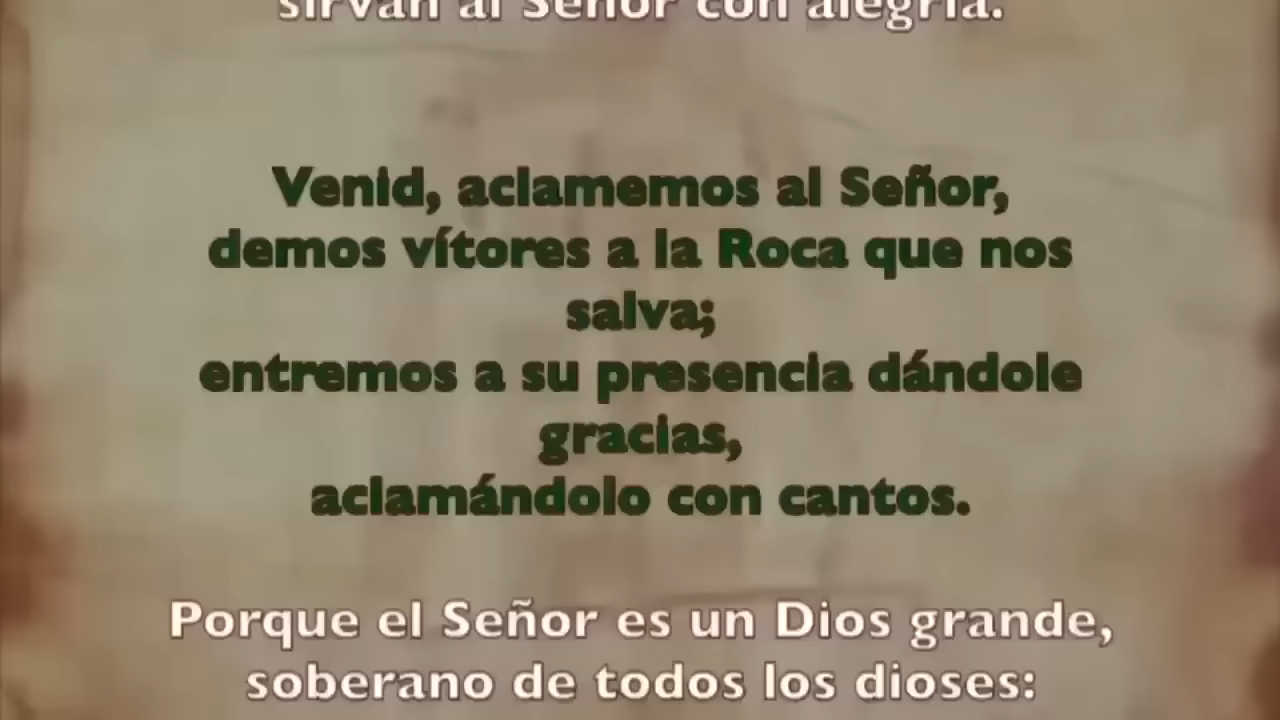 sirvan al Señor con alegría.
Venid, aclamemos al Señor,
demos vítores a la Roca que nos
salva;
entremos a su presencia dándole
gracias,
aclamándolo con cantos.
Porque el Señor es un Dios grande,
soberano de todos los dioses: